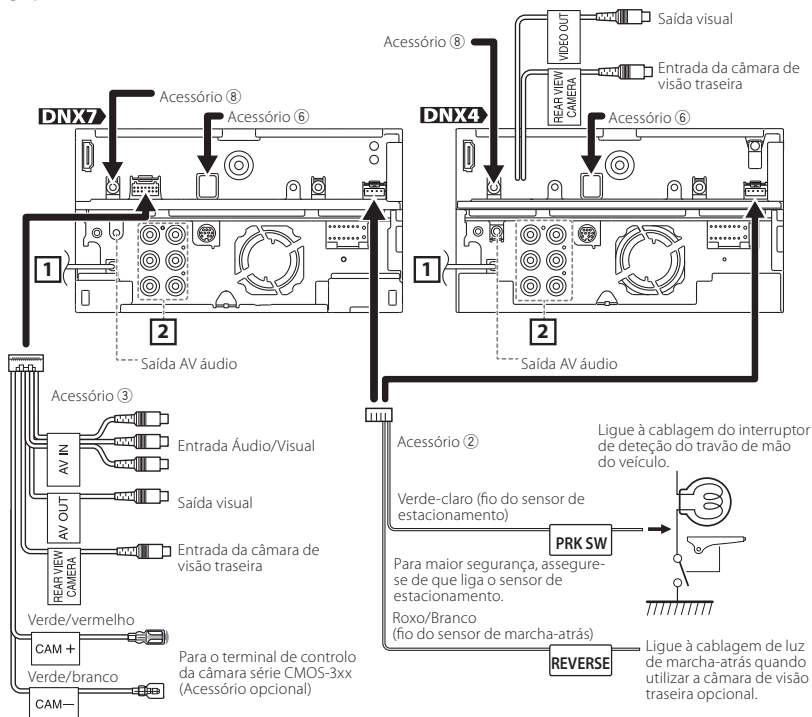 Acessório ⑧
VIDEO OUT
Saída visual
REAR VIEW
CAMERA
Entrada da câmara de
visão traseira
DNX7
Acessório ⑧
Acessório ⑥
DNX4
Acessório ⑥
1
2
Saída AV áudio
1
2
Saída AV áudio
Acessório ③
AV IN
Entrada Áudio/Visual
AV OUT
Saída visual
REAR VIEW
CAMERA
Entrada da câmara de
visão traseira
Verde/vermelho
CAM +
Verde/branco
CAM−
Para o terminal de controlo
da câmara série CMOS-3xx
(Acessório opcional)
Acessório ②
Ligue à cablagem do interruptor
de deteção do travão de mão
do veículo.
Verde-claro (fio do sensor de
estacionamento)
PRK SW
Para maior segurança, assegure-
se de que liga o sensor de
estacionamento.
Roxo/Branco
(fio do sensor de marcha-atrás)
REVERSE
Ligue à cablagem de luz
de marcha-atrás quando
utilizar a câmara de visão
traseira opcional.